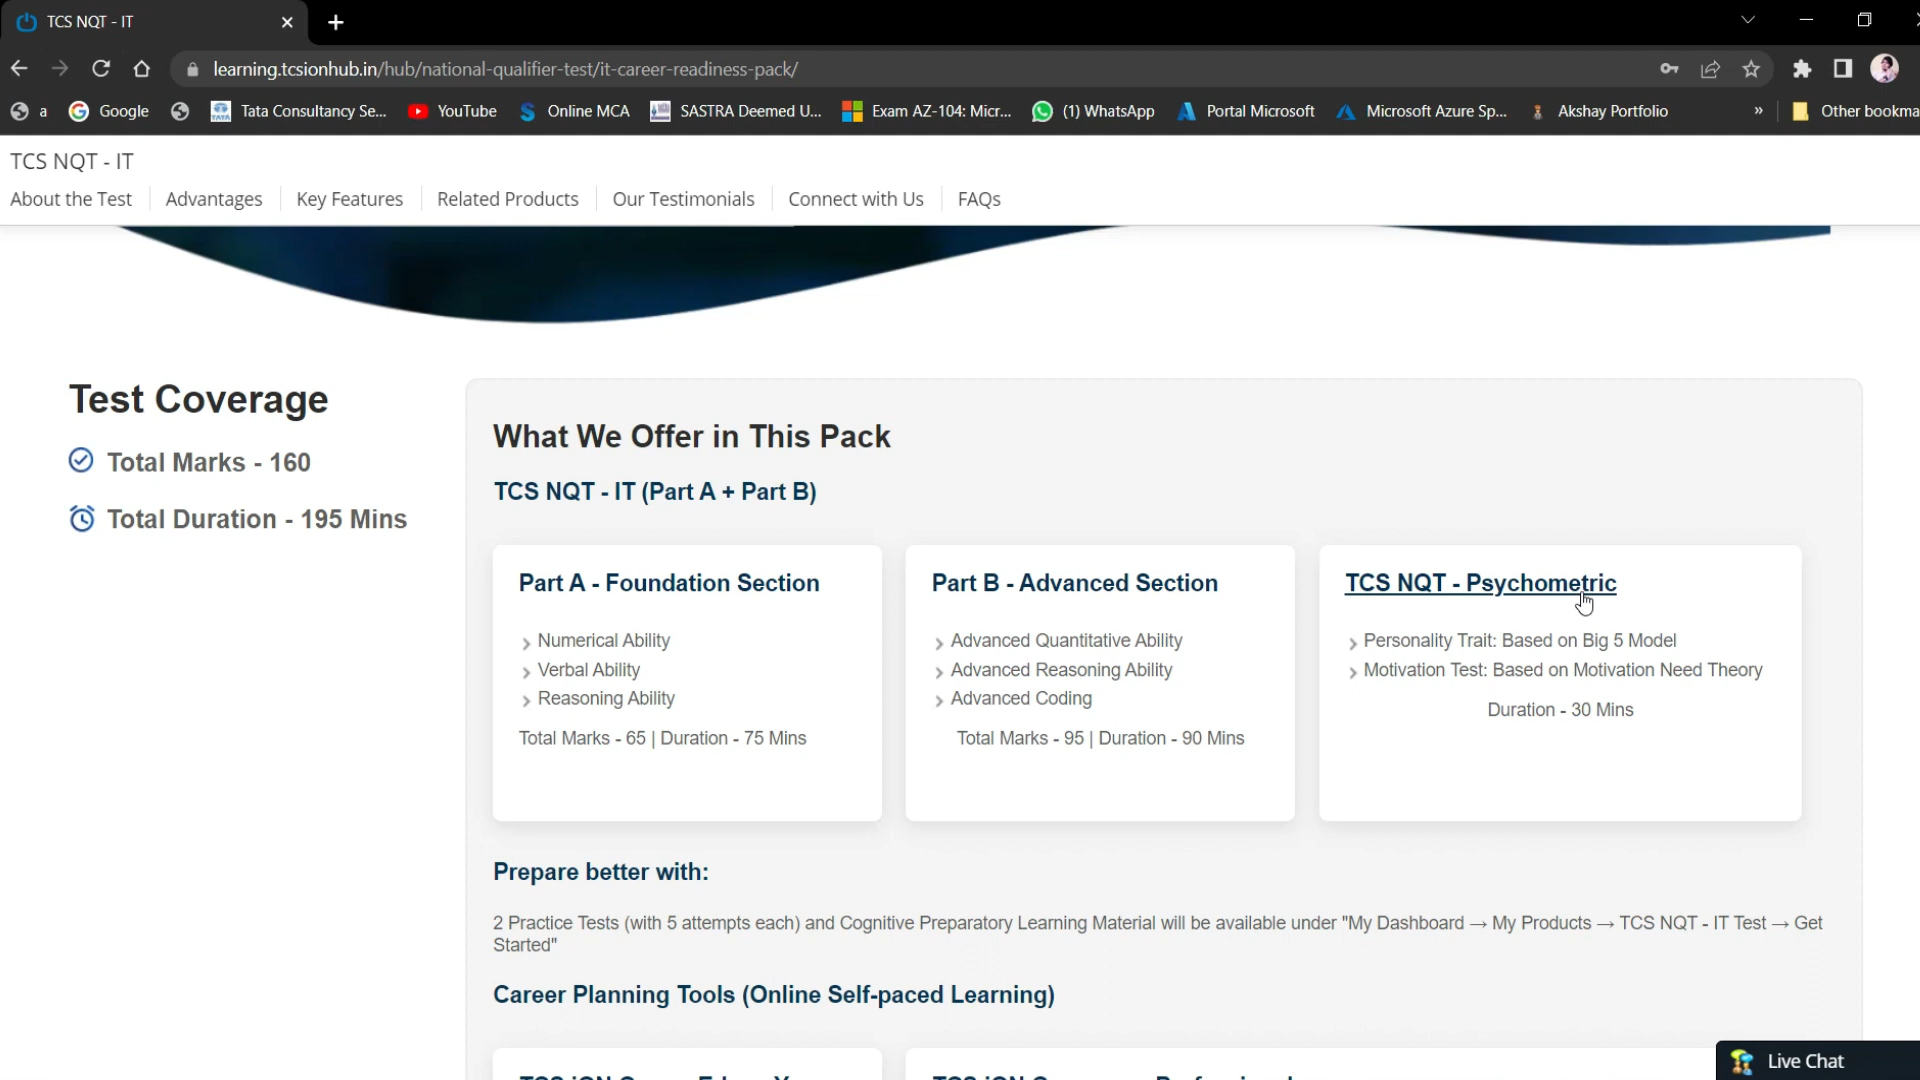 TCS NQT - IT
learning.tcsionhub.in/hub/national-qualifier-test/it-career-readiness-pack/
a
Google
Tata Consultancy Se...
YouTube
Online MCA
SASTRA Deemed U...
Exam AZ-104: Micr...
(1) WhatsApp
Portal Microsoft
Microsoft Azure Sp...
Akshay Portfolio
»
Other bookma
TCS NQT - IT
About the Test
Advantages
Key Features
Related Products
Our Testimonials
Connect with Us
FAQs
Test Coverage
Total Marks - 160
Total Duration - 195 Mins
What We Offer in This Pack
TCS NQT - IT (Part A + Part B)
Part A - Foundation Section
Numerical Ability
Verbal Ability
Reasoning Ability
Total Marks - 65 | Duration - 75 Mins
Part B - Advanced Section
Advanced Quantitative Ability
Advanced Reasoning Ability
Advanced Coding
Total Marks - 95 | Duration - 90 Mins
TCS NQT - Psychometric
Personality Trait: Based on Big 5 Model
Motivation Test: Based on Motivation Need Theory
Duration - 30 Mins
Prepare better with:
2 Practice Tests (with 5 attempts each) and Cognitive Preparatory Learning Material will be available under "My Dashboard → My Products → TCS NQT - IT Test → Get
Started"
Career Planning Tools (Online Self-paced Learning)
Live Chat